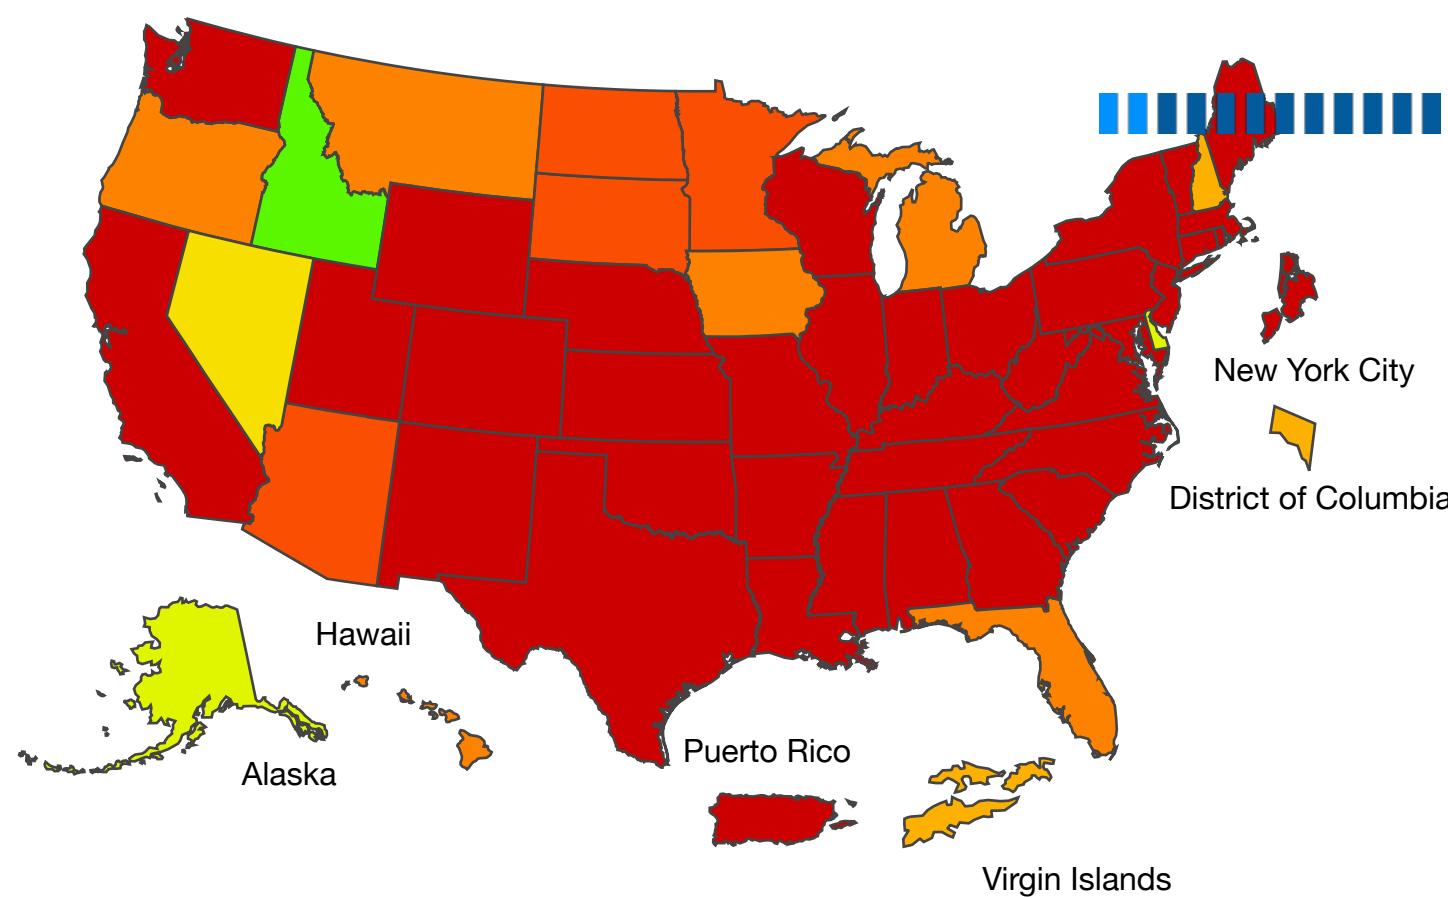 New York City
District of Columbia
Hawaii
Puerto Rico
Alaska
Virgin Islands